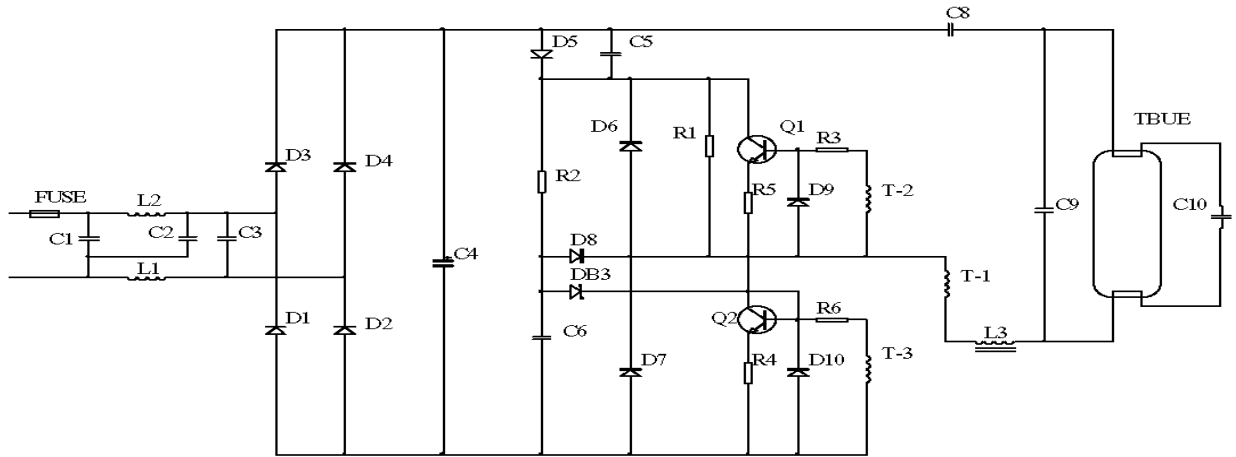 C8
D5
C5
TBUE
D6
R1
Q1
R3
D3
D4
R2
FUSE
L2
R5
D9
T-2
C9
C10
C1
C2
C3
D8
C4
L1
DB3
T-1
D1
D2
C6
Q2
R6
L3
D7
R4
D10
T-3